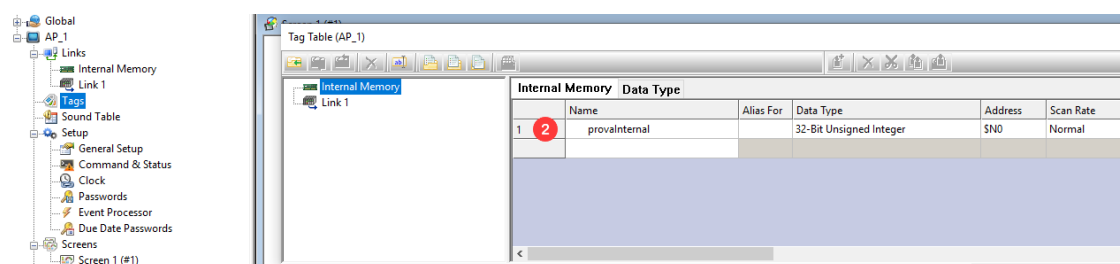 Global
AP_1
Links
Internal Memory
Link 1
Tags
Sound Table
Setup
General Setup
Command & Status
Clock
Passwords
Event Processor
Due Date Passwords
Screens
Screen 1 (#1)
Screen 1 (#1)
Tag Table (AP_1)
Internal Memory
Link 1
Internal Memory Data Type
Name Alias For Data Type Address Scan Rate
1 2 provaInternal 32-Bit Unsigned Integer $N0 Normal